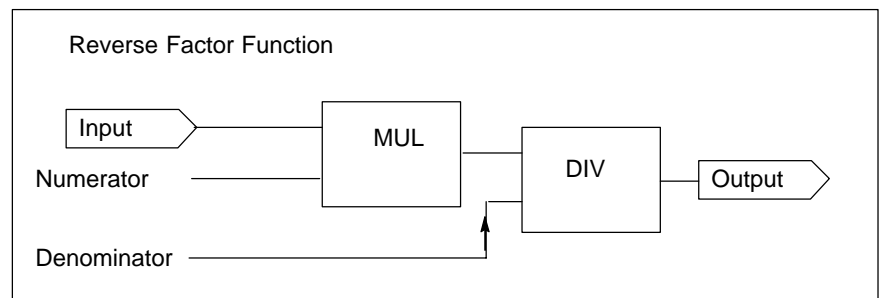 Reverse Factor Function
Input
MUL
Numerator
DIV
Output
Denominator